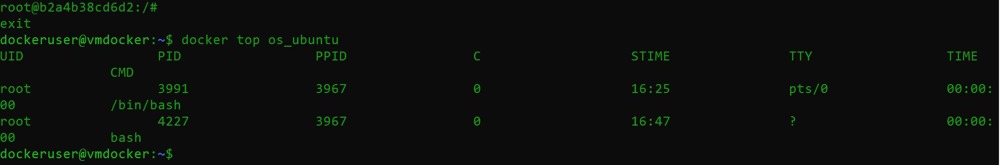 root@b2a4b38cd6d2:/#
exit
dockeruser@vmdocker:~$ docker top os_ubuntu
UID                 PID                 PPID                C                   STIME               TTY                 TIME
              CMD
root                3991                3967                0                   16:25               pts/0               00:00:
00            /bin/bash
root                4227                3967                0                   16:47               ?                   00:00:
00            bash
dockeruser@vmdocker:~$